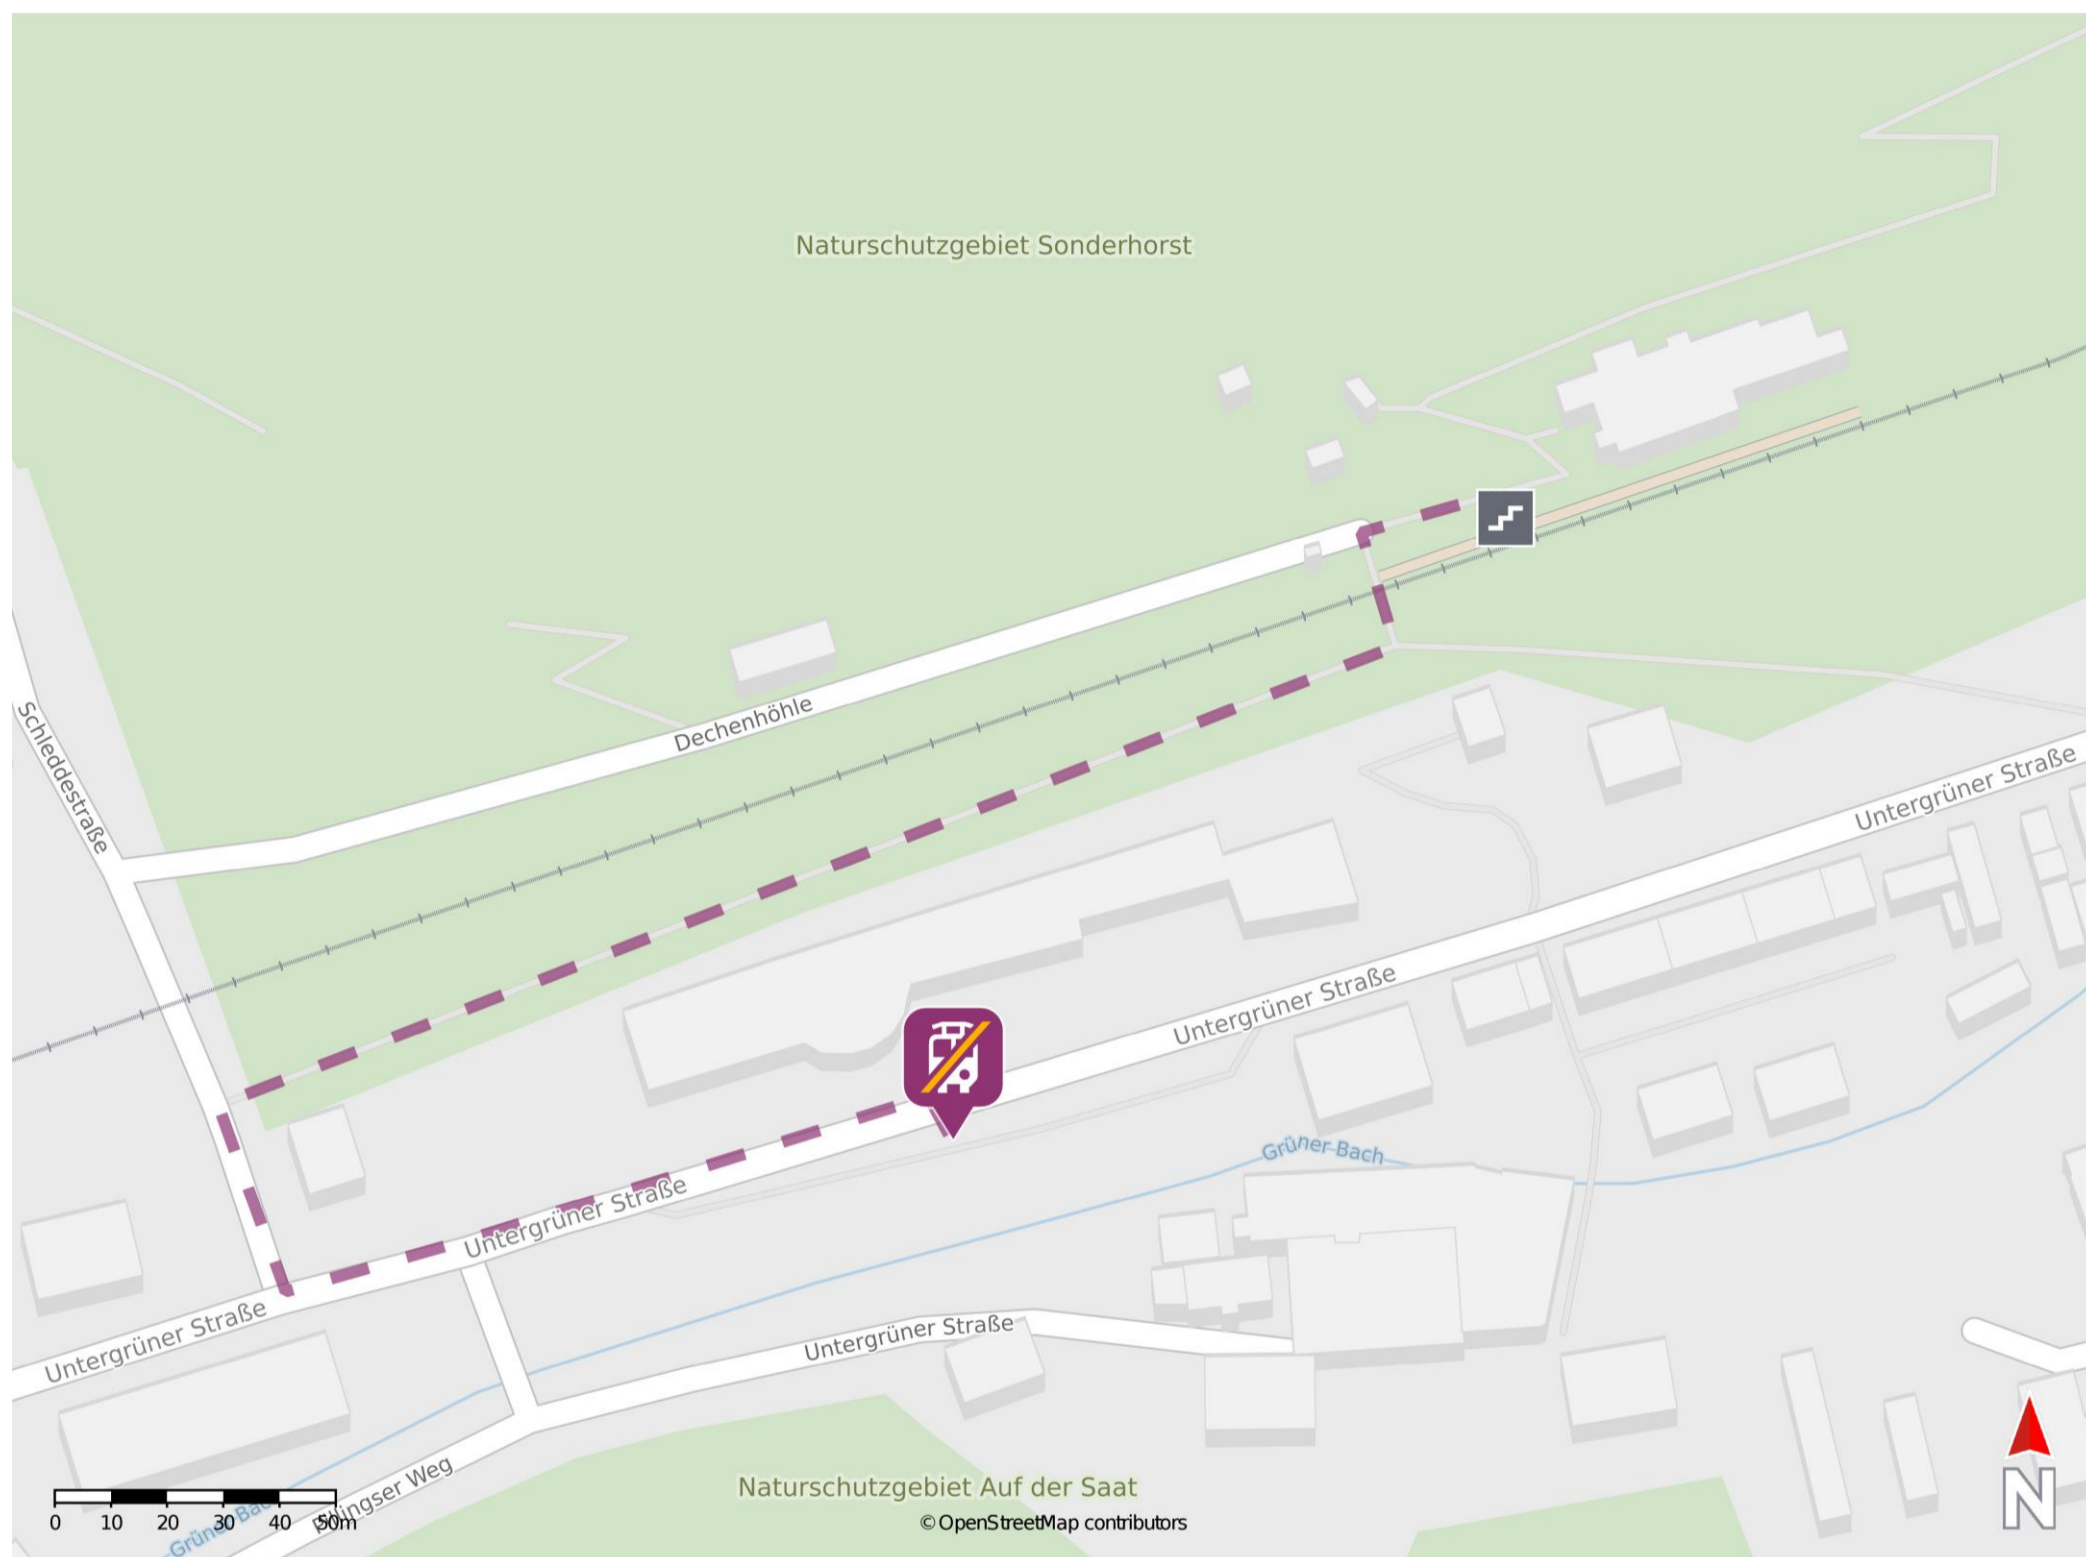 Naturschutzgebiet Sonderhorst
Dechenhöhle
Schleddestraße
Untergrüner Straße
Untergrüner Straße
Grüner Bach
Untergrüner Straße
Untergrüner Straße
Untergrüner Straße
Naturschutzgebiet Auf der Saat
0 10 20 30 40 50m
© OpenStreetMap contributors
N